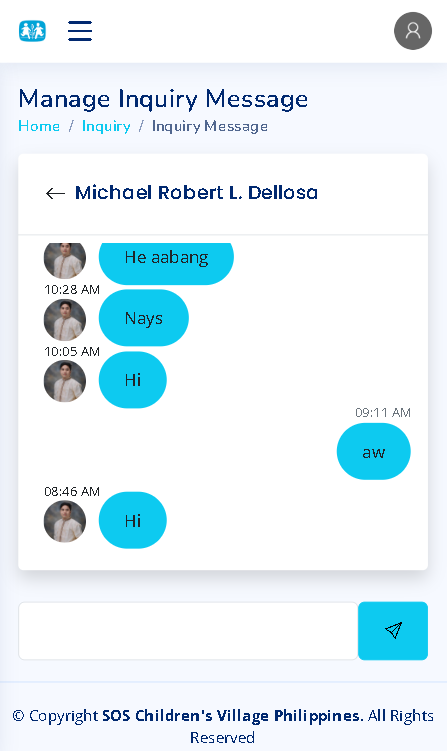 Manage Inquiry Message
Home / Inquiry / Inquiry Message
Michael Robert L. Dellosa
He aabang
10:28 AM
Nays
10:05 AM
Hi
09:11 AM
aw
08:46 AM
Hi
© Copyright SOS Children's Village Philippines. All Rights
Reserved